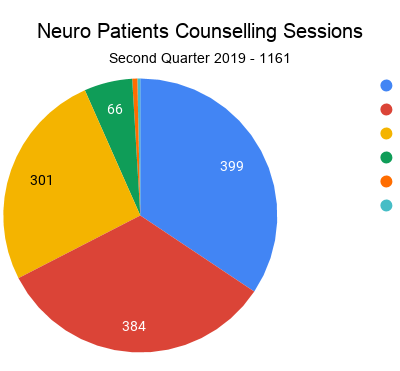 Neuro Patients Counselling Sessions
Second Quarter 2019 - 1161
66
399
301
384